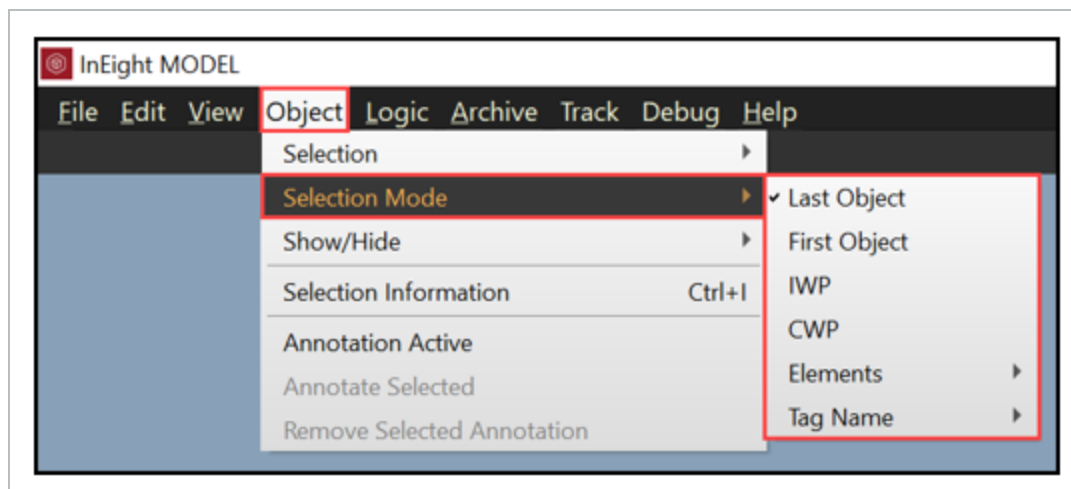 InEight MODEL
File Edit View Object Logic Archive Track Debug Help
Selection
Selection Mode
Show/Hide
Selection Information Ctrl+I
Annotation Active
Annotate Selected
Remove Selected Annotation
Last Object
First Object
IWP
CWP
Elements
Tag Name